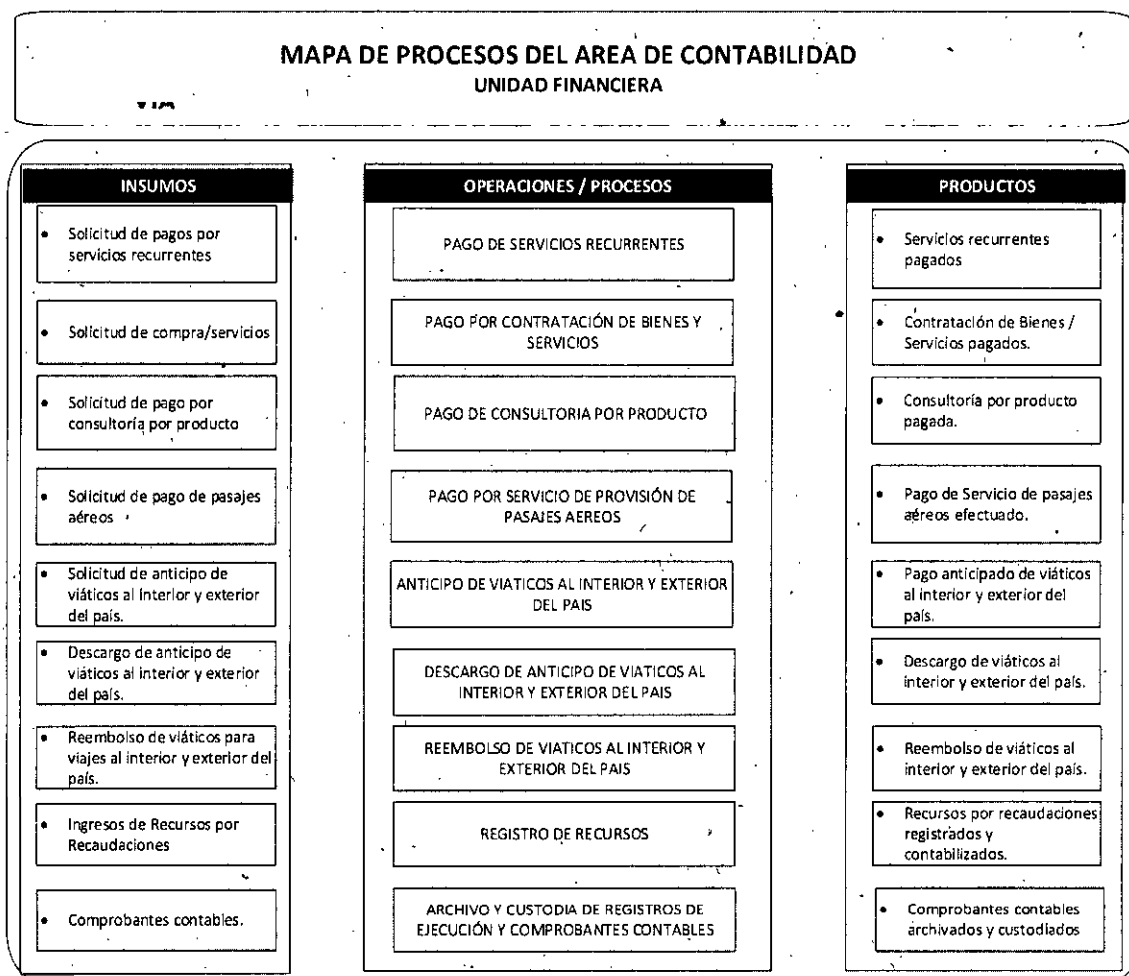 MAPA DE PROCESOS DEL AREA DE CONTABILIDAD
UNIDAD FINANCIERA
INSUMOS
• Solicitud de pagos por
servicios recurrentes
• Solicitud de compra/servicios
• Solicitud de pago por
consultoría por producto
• Solicitud de pago de pasajes
aéreos
• Solicitud de anticipo de
viáticos al interior y exterior
del país.
• Descargo de anticipo de
viáticos al interior y exterior
del país.
• Reembolso de viáticos para
viajes al interior y exterior del
país.
• Ingresos de Recursos por
Recaudaciones
• Comprobantes contables.
OPERACIONES / PROCESOS
PAGO DE SERVICIOS RECURRENTES
PAGO POR CONTRATACIÓN DE BIENES Y
SERVICIOS
PAGO DE CONSULTORIA POR PRODUCTO
PAGO POR SERVICIO DE PROVISIÓN DE
PASAJES AEREOS
ANTICIPO DE VIATICOS AL INTERIOR Y EXTERIOR
DEL PAIS
DESCARGO DE ANTICIPO DE VIATICOS AL
INTERIOR Y EXTERIOR DEL PAIS
REEMBOLSO DE VIATICOS AL INTERIOR Y
EXTERIOR DEL PAIS
REGISTRO DE RECURSOS
ARCHIVO Y CUSTODIA DE REGISTROS DE
EJECUCIÓN Y COMPROBANTES CONTABLES
PRODUCTOS
• Servicios recurrentes
pagados
• Contratación de Bienes /
Servicios pagados.
• Consultoría por producto
pagada.
• Pago de Servicio de pasajes
aéreos efectuado.
• Pago anticipado de viáticos
al interior y exterior del
país.
• Descargo de viáticos al
interior y exterior del país.
• Reembolso de viáticos al
interior y exterior del país.
• Recursos por recaudaciones
registrados y
contabilizados.
• Comprobantes contables
archivados y custodiados